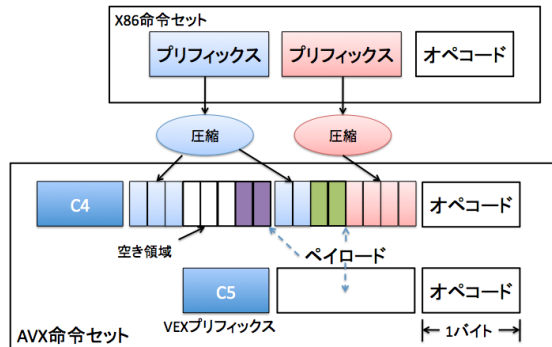 X86命令セット
プリフィックス
プリフィックス
オペコード
圧縮
圧縮
C4
オペコード
空き領域
ペイロード
C5
オペコード
VEXプリフィックス
1バイト
AVX命令セット